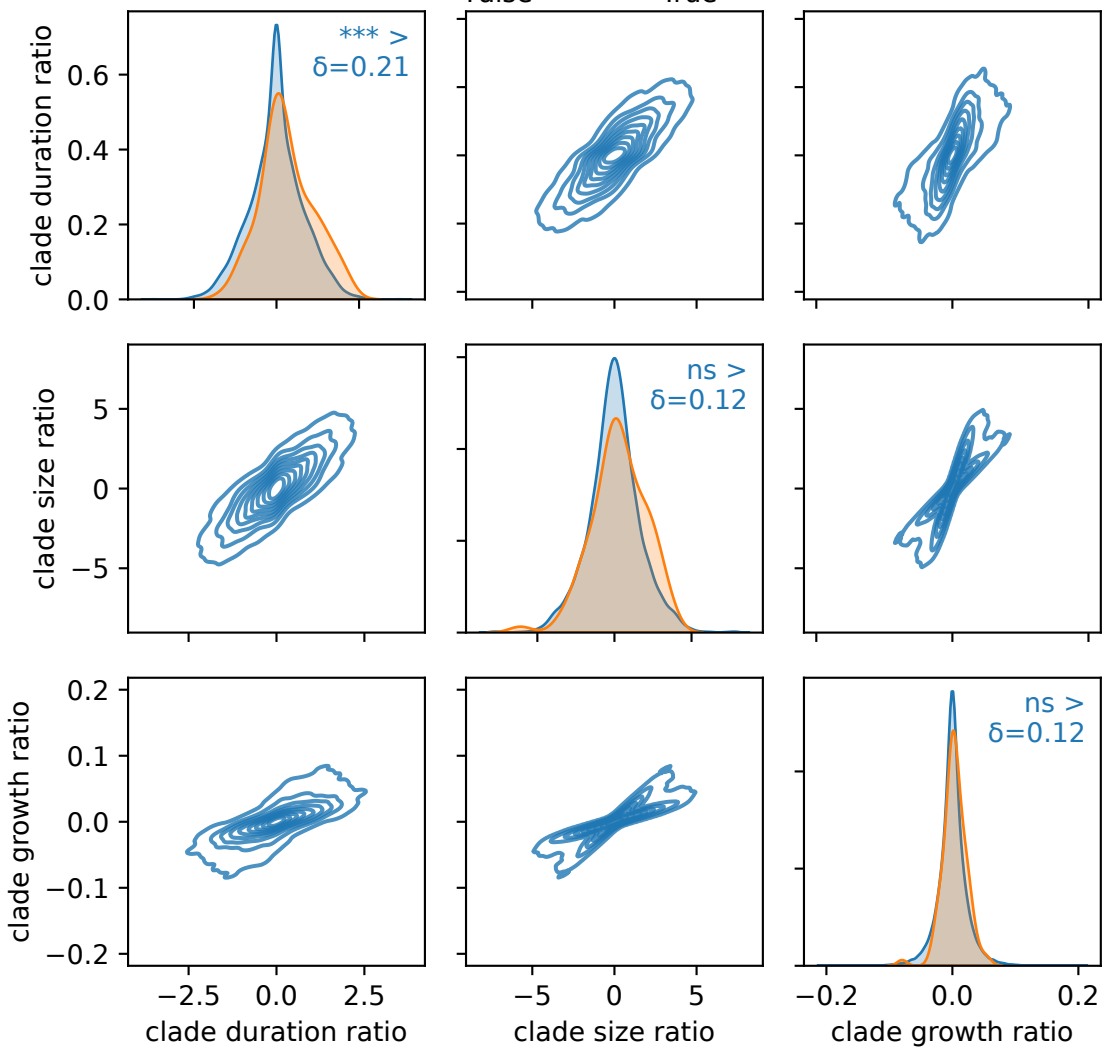 clade duration ratio
0.6
0.4
0.2
0.0
*** >
δ=0.21
clade size ratio
5
0
−5
ns >
δ=0.12
clade growth ratio
0.2
0.1
0.0
−0.1
−0.2
ns >
δ=0.12
−2.5 0.0 2.5
clade duration ratio
−5 0 5
clade size ratio
−0.2 0.0 0.2
clade growth ratio